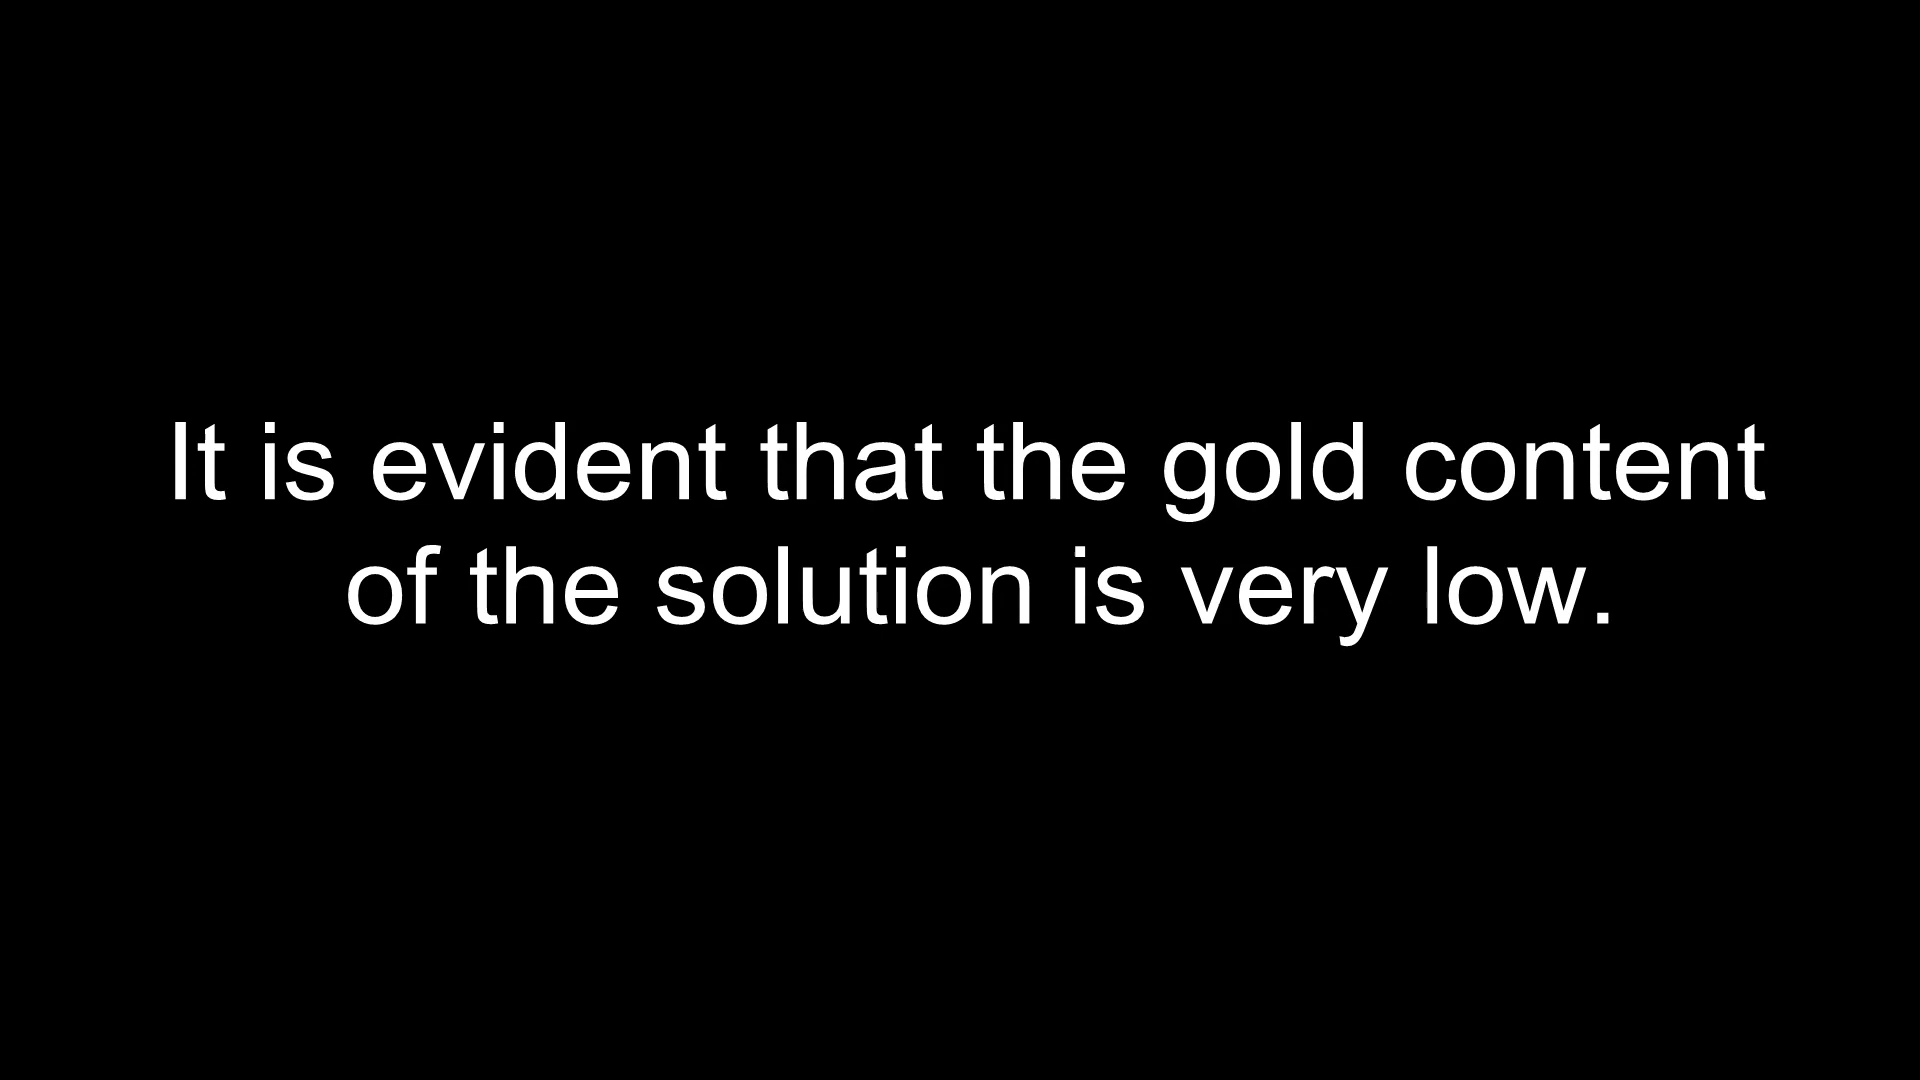 It is evident that the gold content
of the solution is very low.